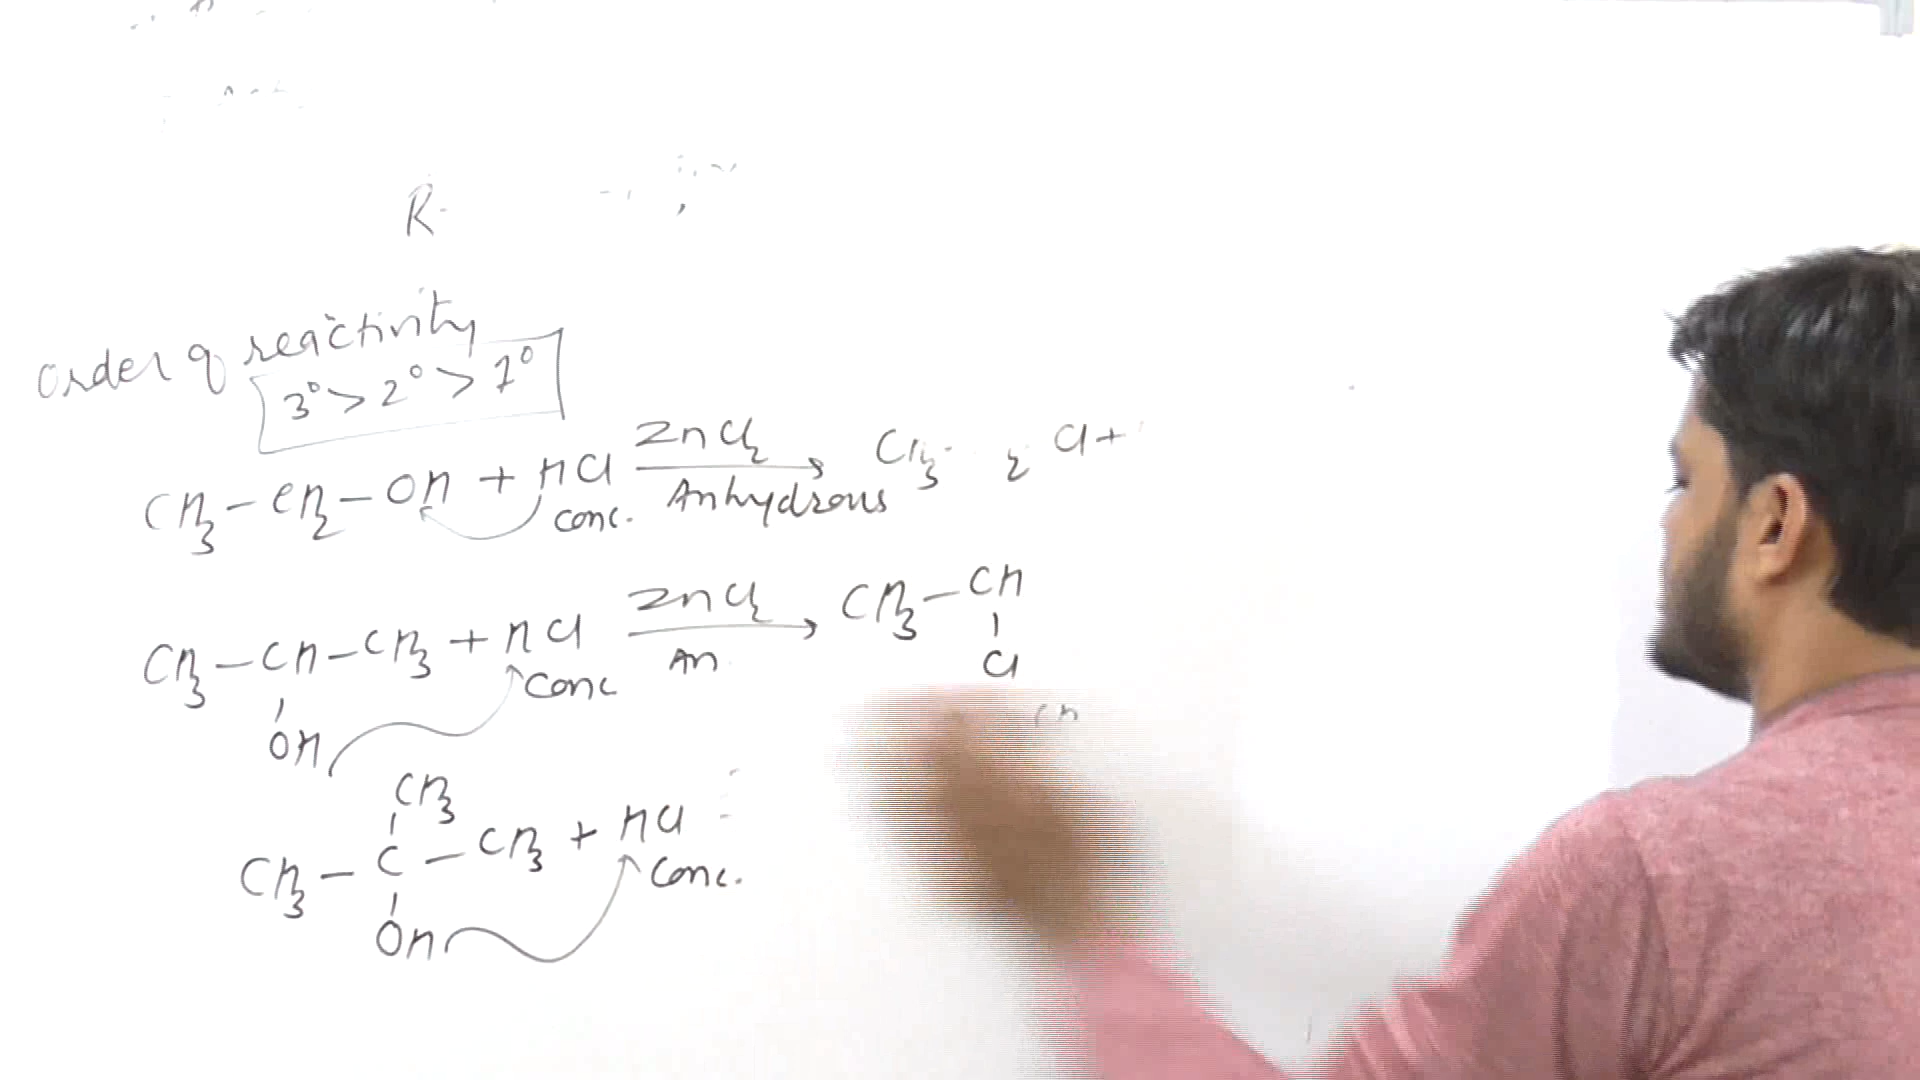 R-
Order of reactivity
3° > 2° > 1°
CH3-CH2-OH + HCl ZnCl2 Anhydrous CH3- 2 Cl +
conc.
CH3-CH-CH3 + HCl ZnCl2 An CH3-CH
OH conc Cl
CH3
CH3-C-CH3 + HCl
OH conc.